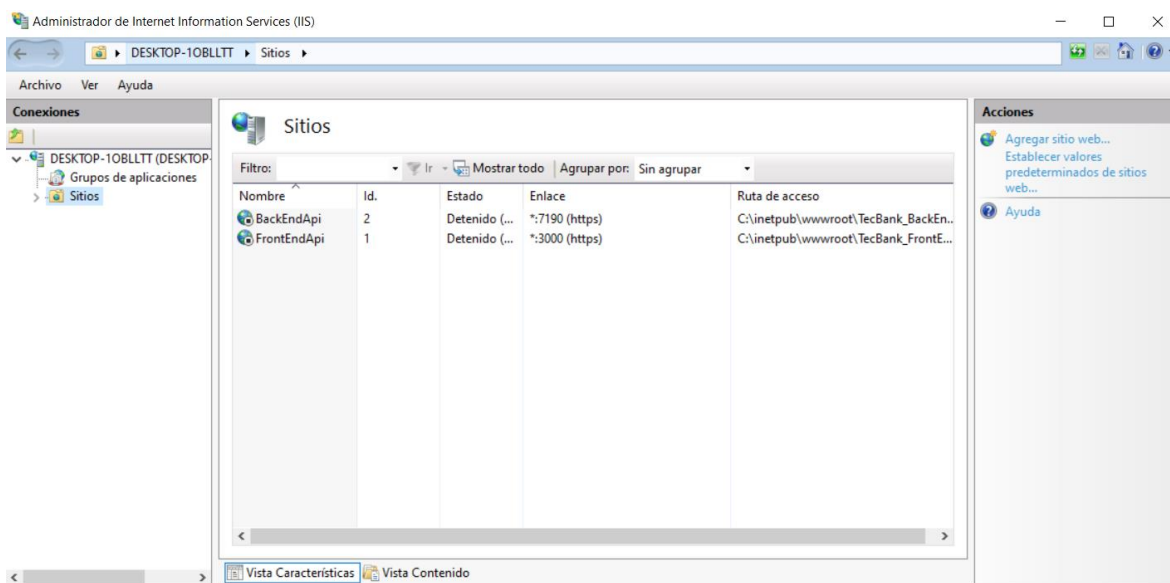 Administrador de Internet Information Services (IIS)
DESKTOP-1OBLLTT Sitios
Archivo Ver Ayuda
Conexiones
DESKTOP-1OBLLTT (DESKTOP-
Grupos de aplicaciones
Sitios
Sitios
Filtro: Ir Mostrar todo Agrupar por: Sin agrupar
Nombre Id. Estado Enlace Ruta de acceso
BackEndApi 2 Detenido (... *:7190 (https) C:\inetpub\wwwroot\TecBank_BackEn...
FrontEndApi 1 Detenido (... *:3000 (https) C:\inetpub\wwwroot\TecBank_FrontE...
Vista Características Vista Contenido
Acciones
Agregar sitio web...
Establecer valores
predeterminados de sitios
web...
Ayuda